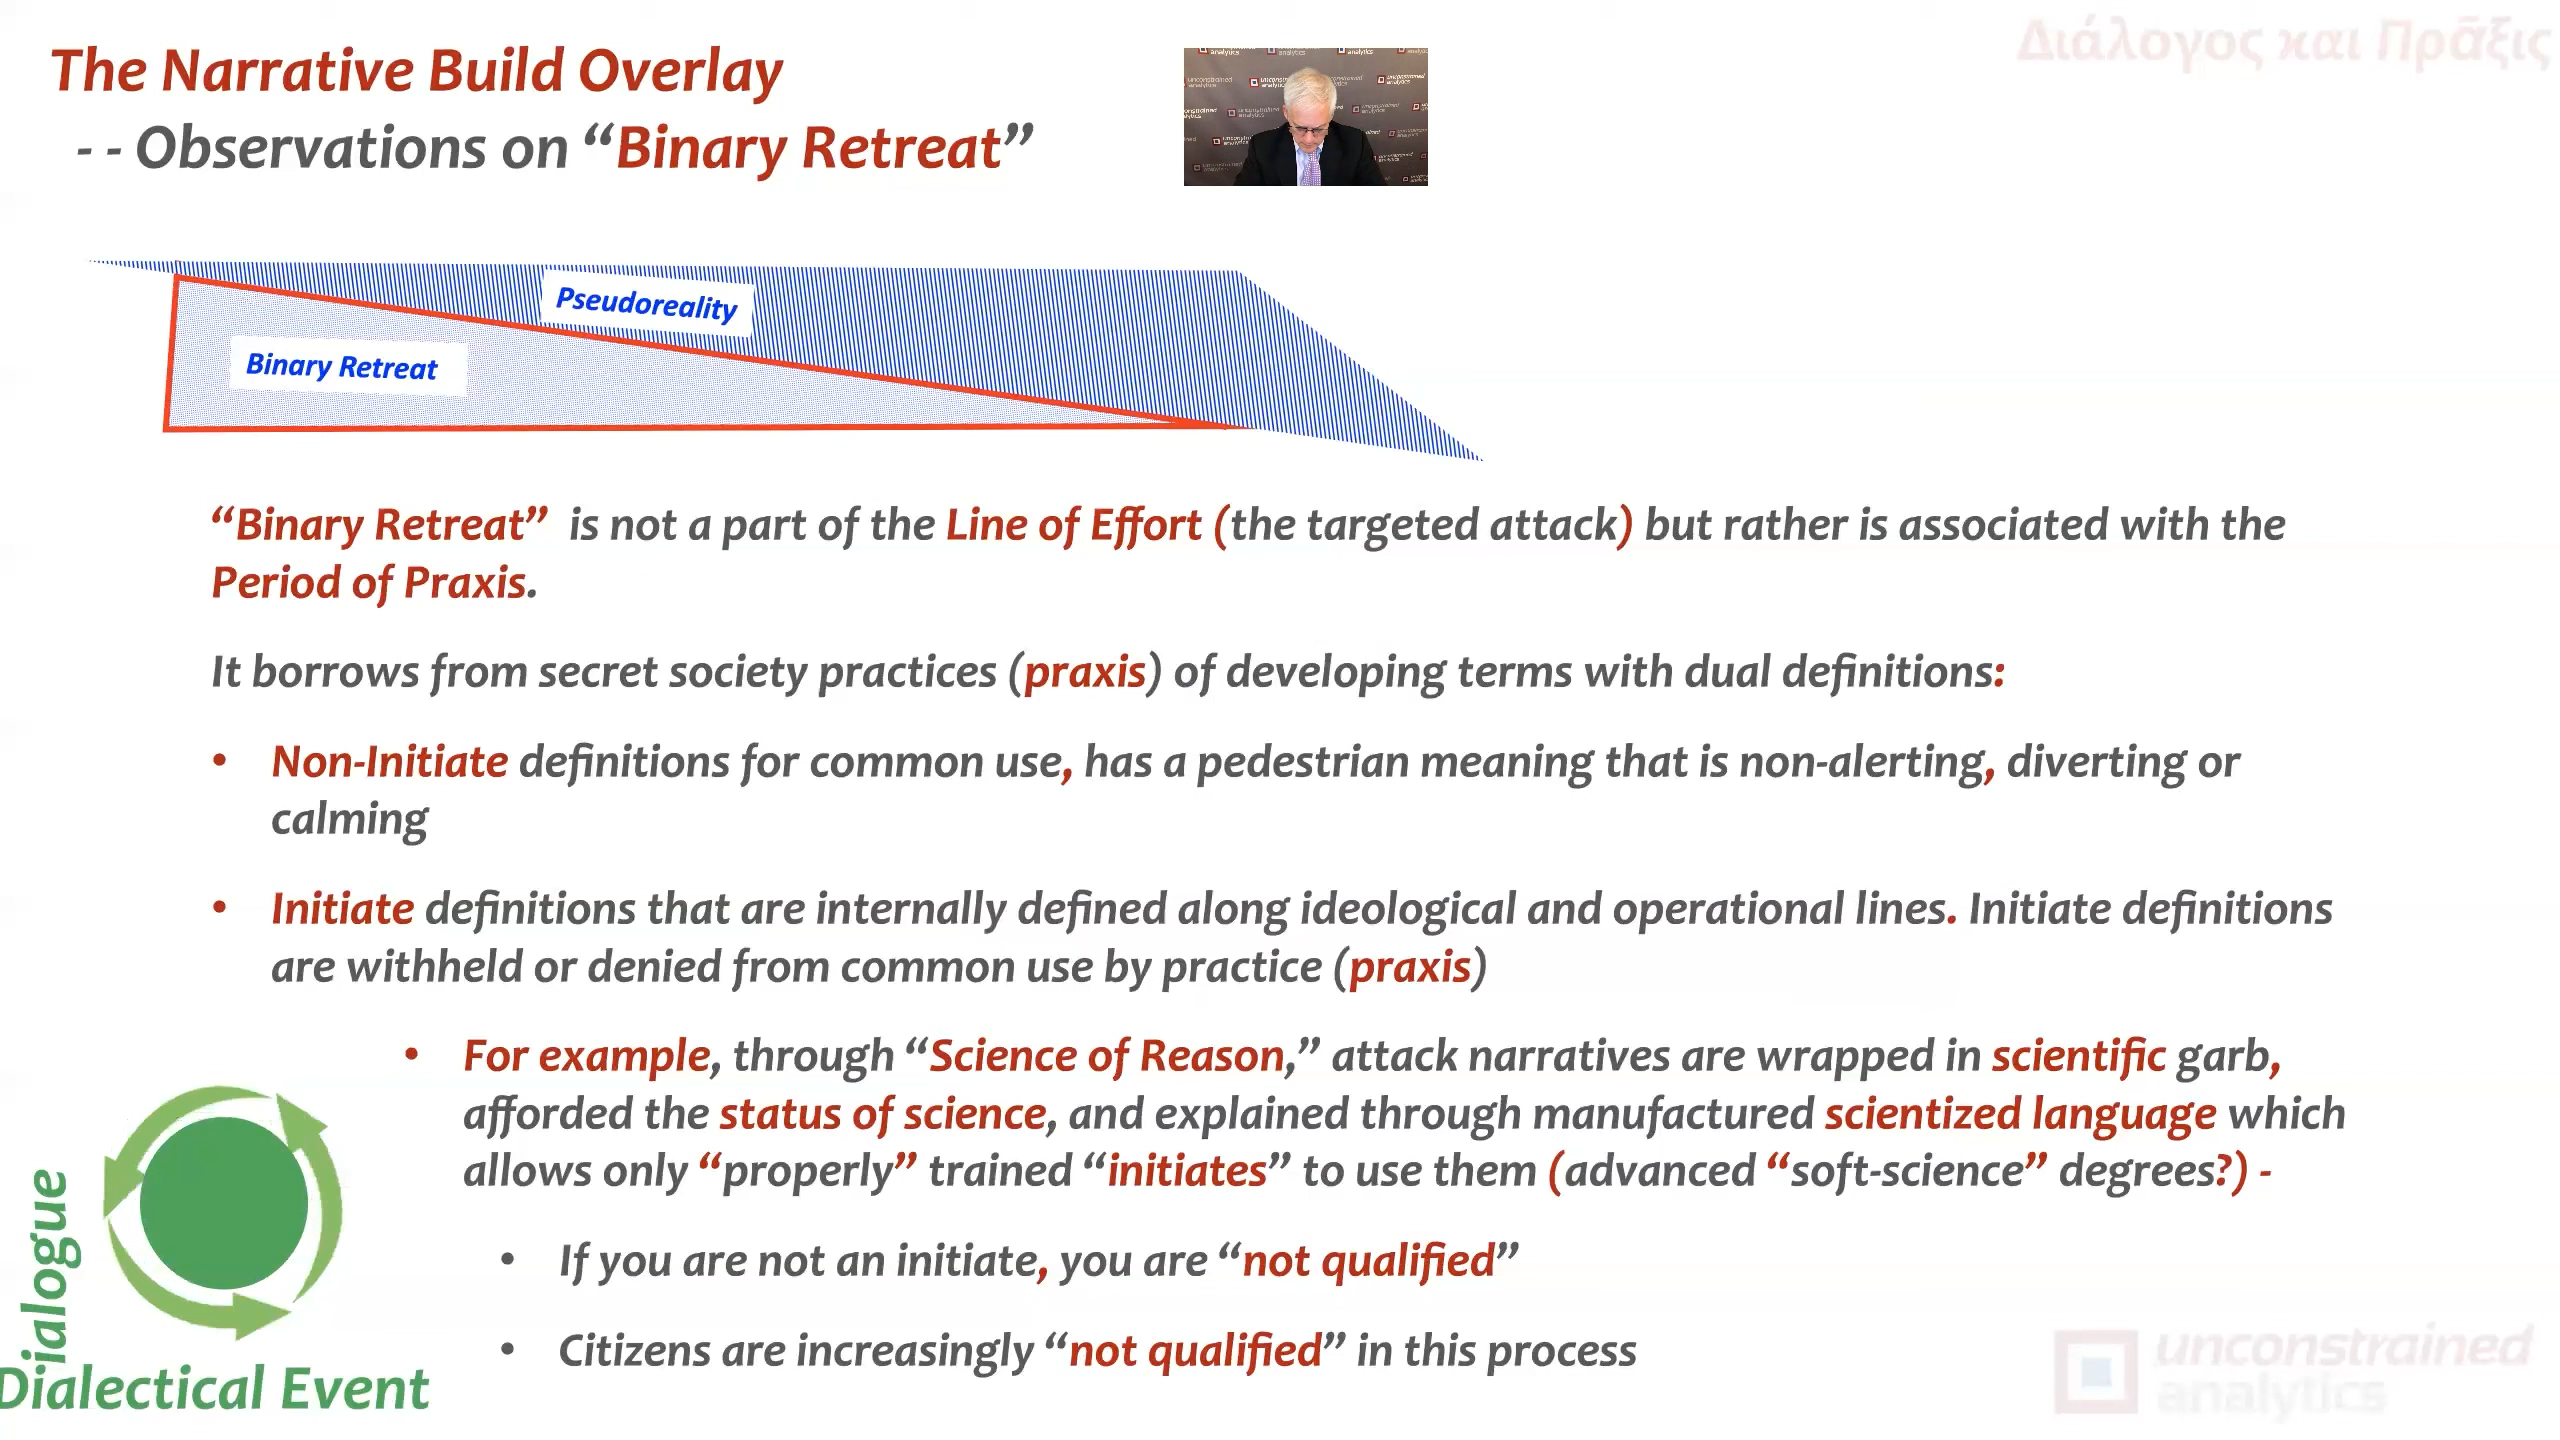 The Narrative Build Overlay
Διάλογος και Πρᾶξις
- - Observations on “Binary Retreat”
Pseudoreality
Binary Retreat
“Binary Retreat” is not a part of the Line of Effort (the targeted attack) but rather is associated with the
Period of Praxis.
It borrows from secret society practices (praxis) of developing terms with dual definitions:
• Non-Initiate definitions for common use, has a pedestrian meaning that is non-alerting, diverting or
calming
• Initiate definitions that are internally defined along ideological and operational lines. Initiate definitions
are withheld or denied from common use by practice (praxis)
• For example, through “Science of Reason,” attack narratives are wrapped in scientific garb,
afforded the status of science, and explained through manufactured scientized language which
allows only “properly” trained “initiates” to use them (advanced “soft-science” degrees?) -
• If you are not an initiate, you are “not qualified”
• Citizens are increasingly “not qualified” in this process
Dialogue
Dialectical Event
unconstrained
analytics